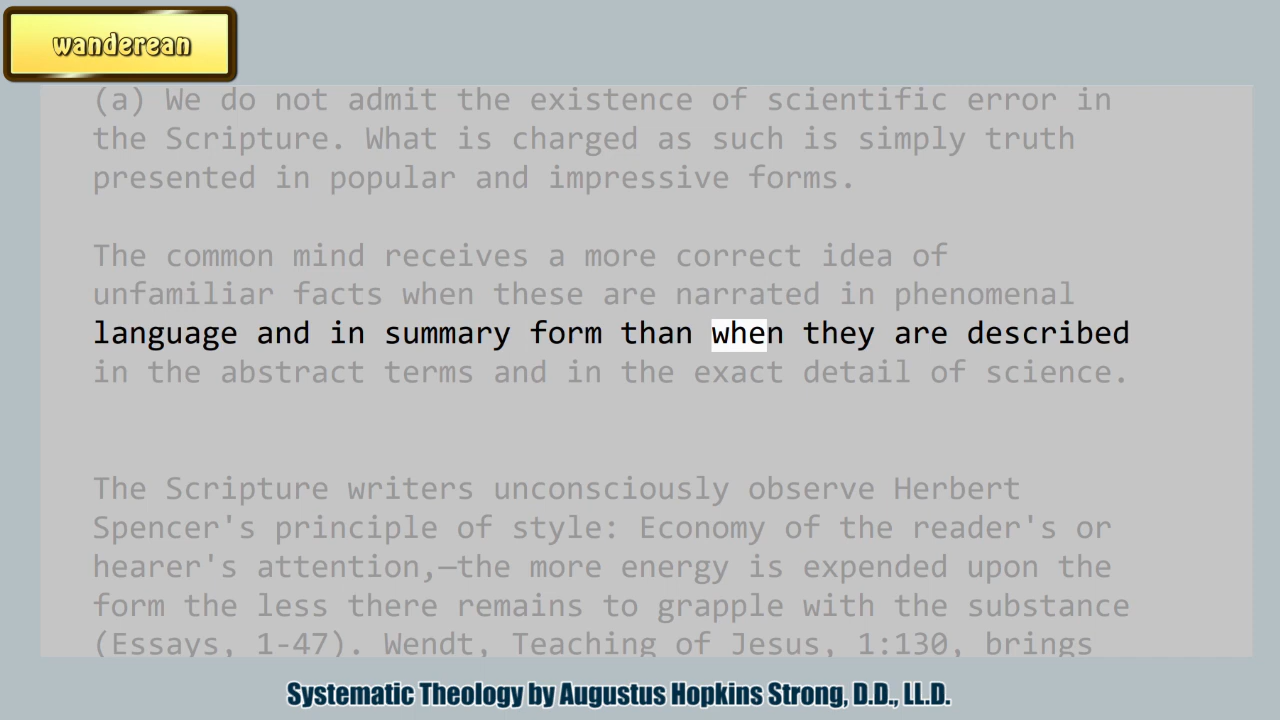 wanderean
(a) We do not admit the existence of scientific error in
the Scripture. What is charged as such is simply truth
presented in popular and impressive forms.
The common mind receives a more correct idea of
unfamiliar facts when these are narrated in phenomenal
language and in summary form than when they are described
in the abstract terms and in the exact detail of science.
The Scripture writers unconsciously observe Herbert
Spencer's principle of style: Economy of the reader's or
hearer's attention,—the more energy is expended upon the
form the less there remains to grapple with the substance
(Essays, 1-47). Wendt, Teaching of Jesus, 1:130, brings
Systematic Theology by Augustus Hopkins Strong, D.D., LL.D.